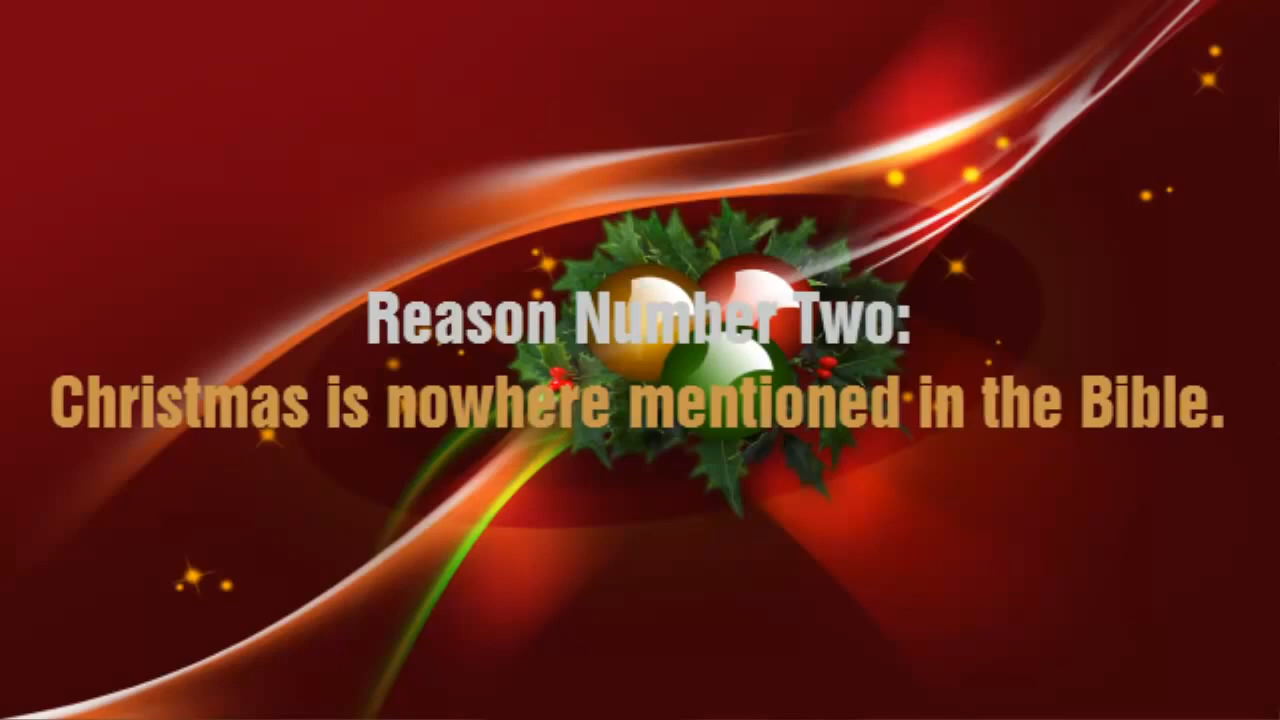 Reason Number Two:
Christmas is nowhere mentioned in the Bible.